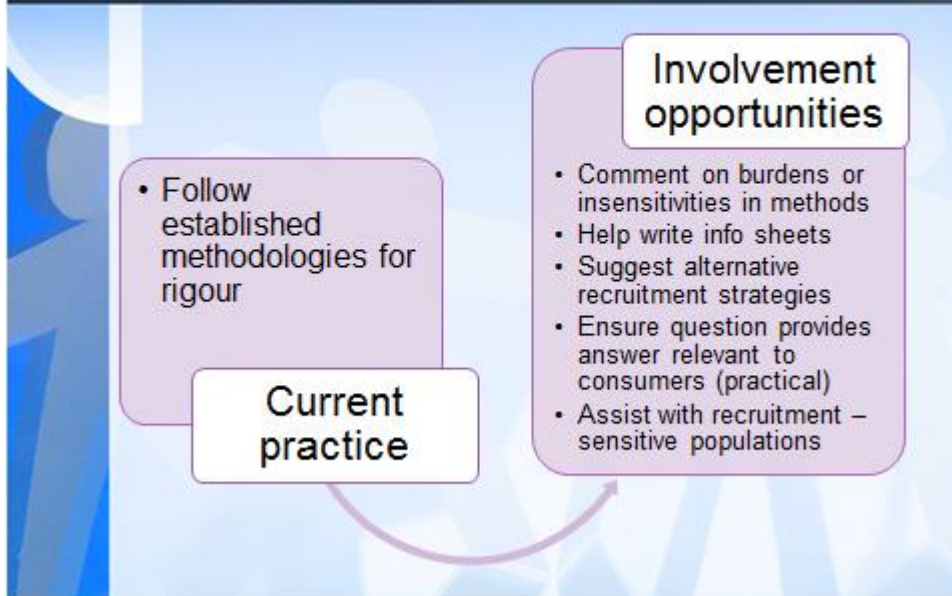 • Follow
established
methodologies for
rigour
Current
practice
Involvement
opportunities
• Comment on burdens or
insensitivities in methods
• Help write info sheets
• Suggest alternative
recruitment strategies
• Ensure question provides
answer relevant to
consumers (practical)
• Assist with recruitment –
sensitive populations